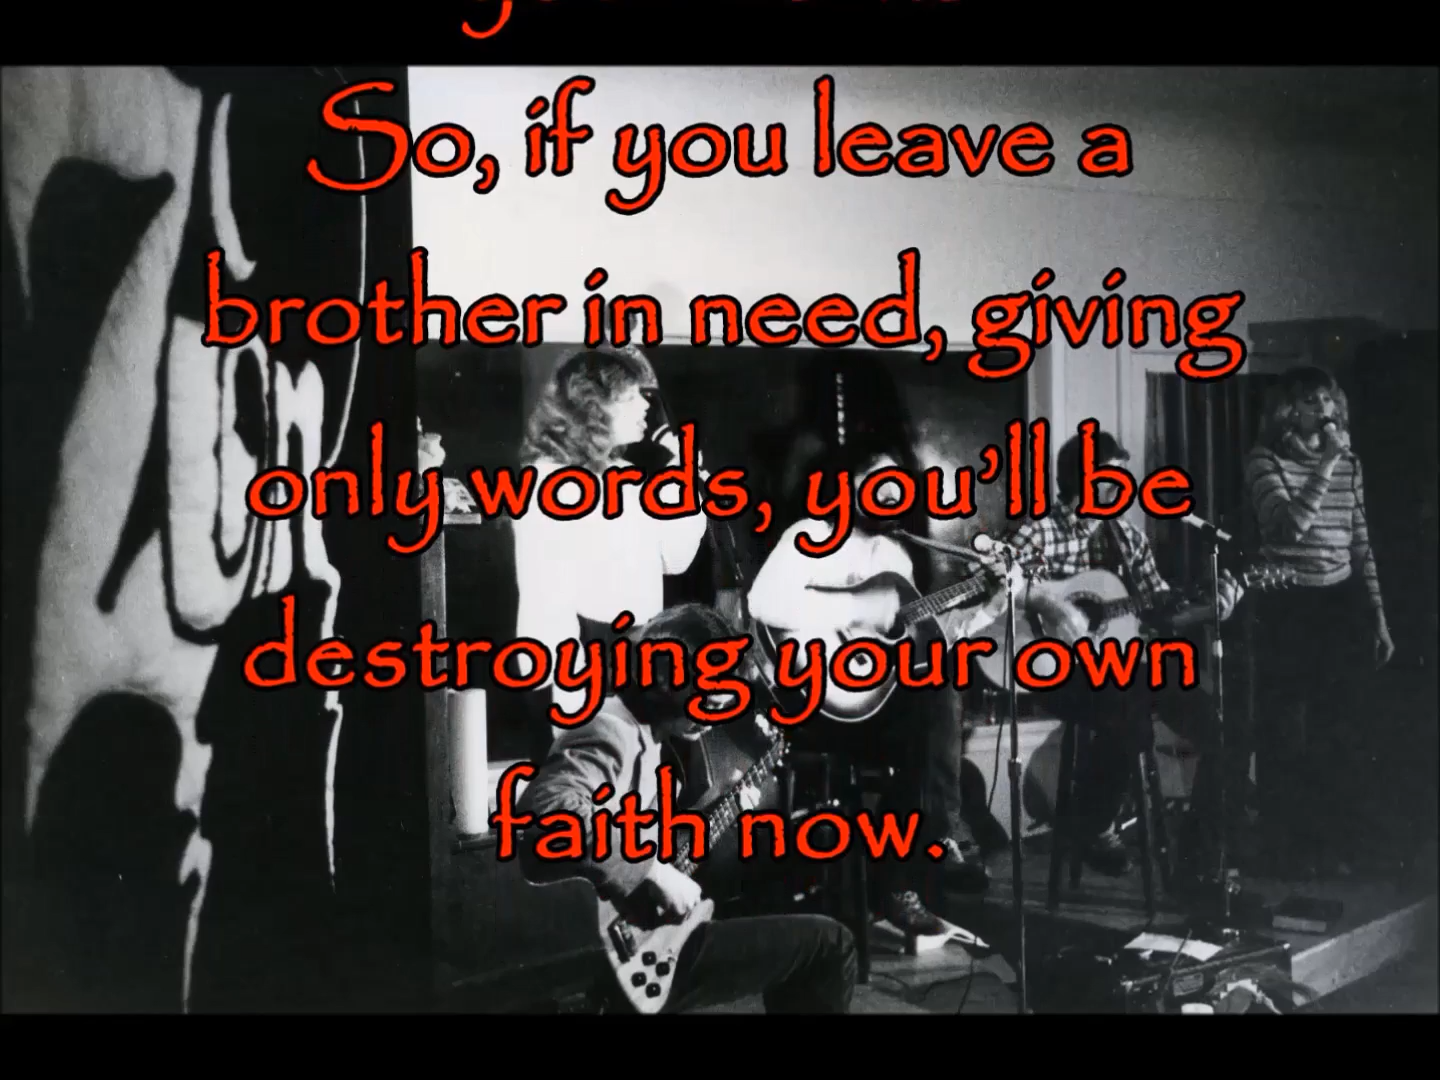 So, if you leave a
brother in need, giving
only words, you'll be
destroying your own
faith now.